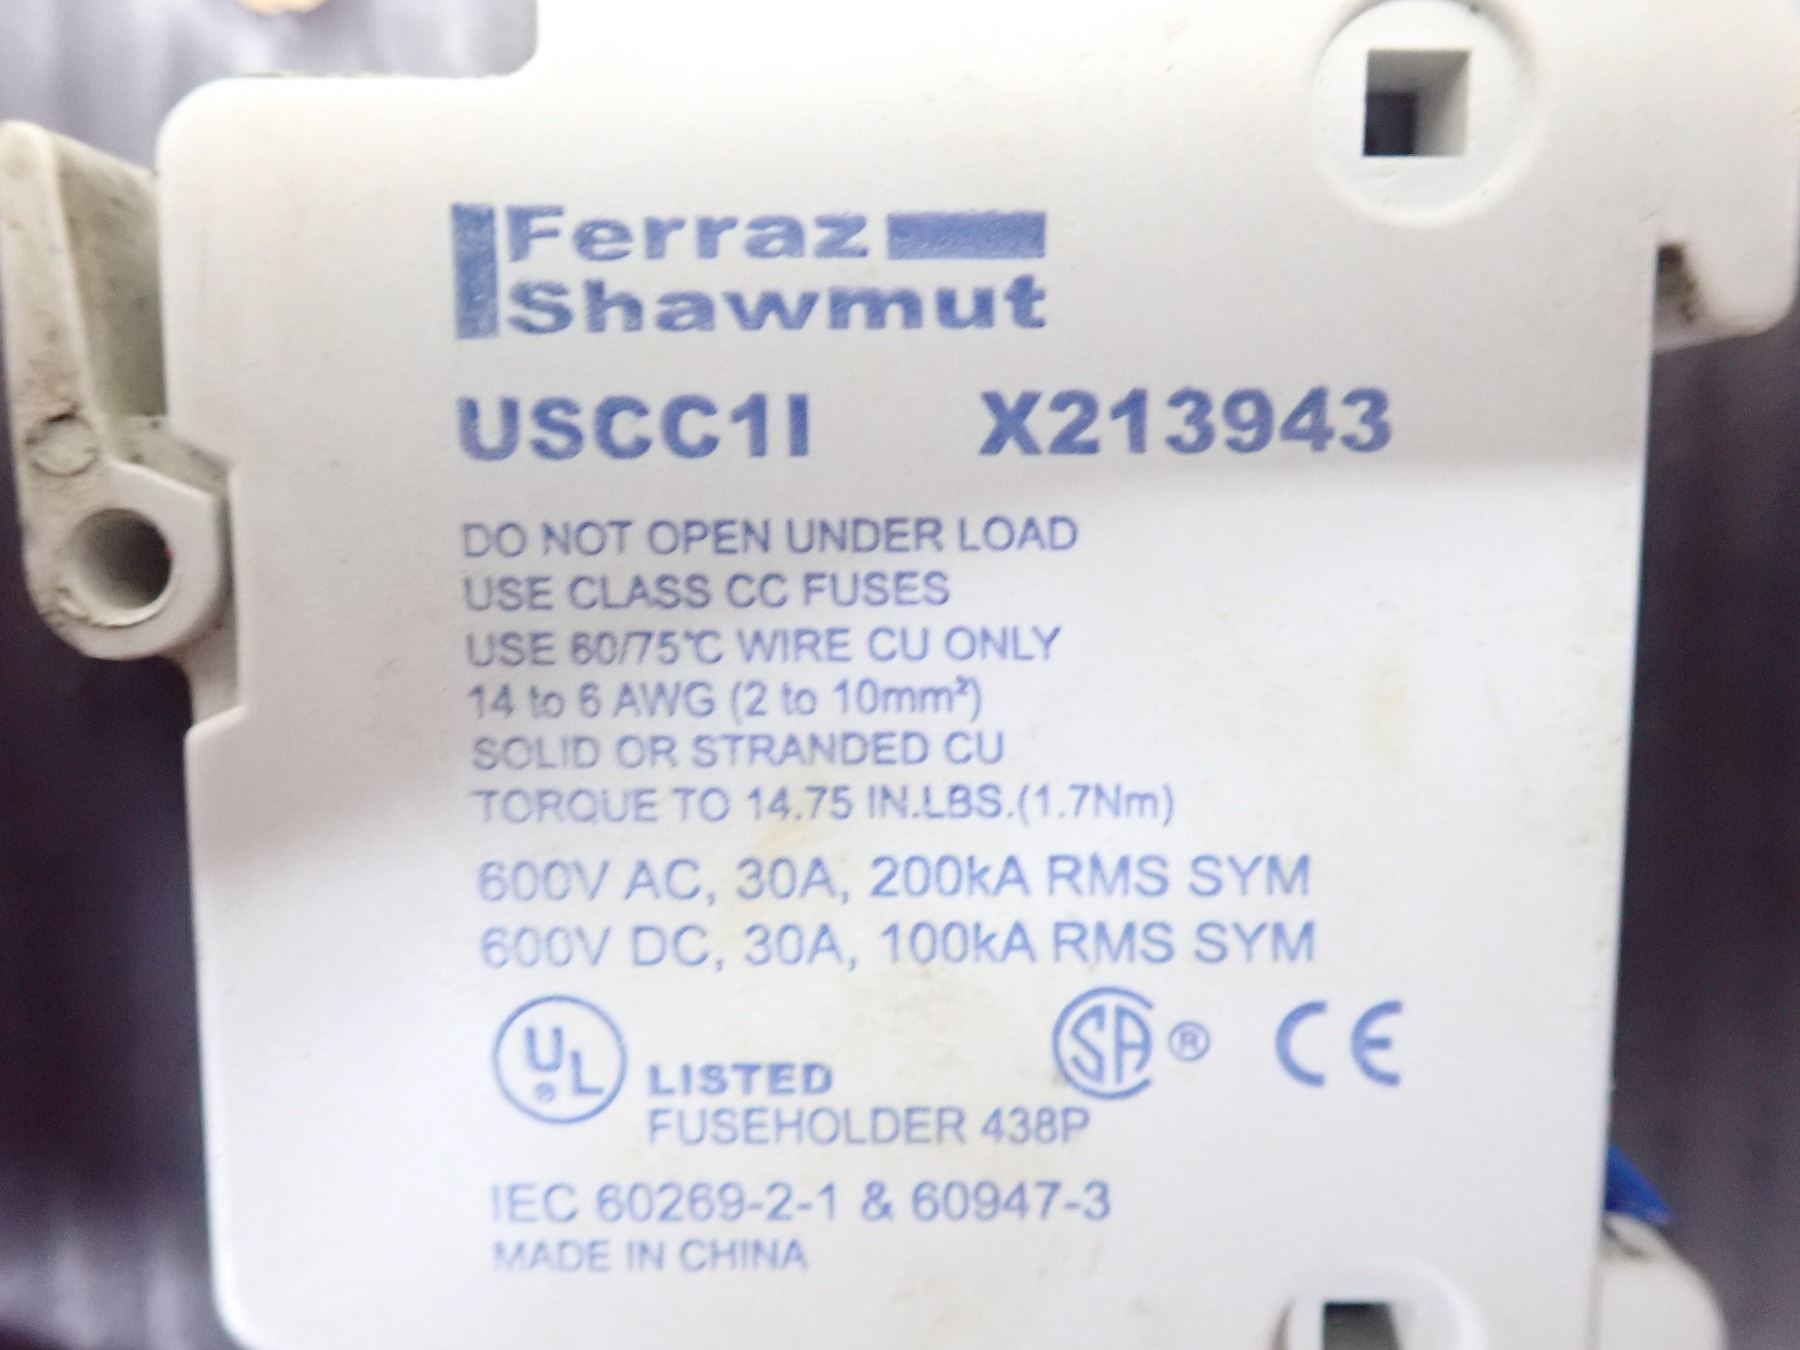 Ferraz
Shawmut
USCC1I X213943
DO NOT OPEN UNDER LOAD
USE CLASS CC FUSES
USE 60/75°C WIRE CU ONLY
14 to 6 AWG (2 to 10mm²)
SOLID OR STRANDED CU
TORQUE TO 14.75 IN.LBS.(1.7Nm)
600V AC, 30A, 200kA RMS SYM
600V DC, 30A, 100kA RMS SYM
UL® LISTED SA® CE
FUSEHOLDER 438P
IEC 60269-2-1 & 60947-3
MADE IN CHINA